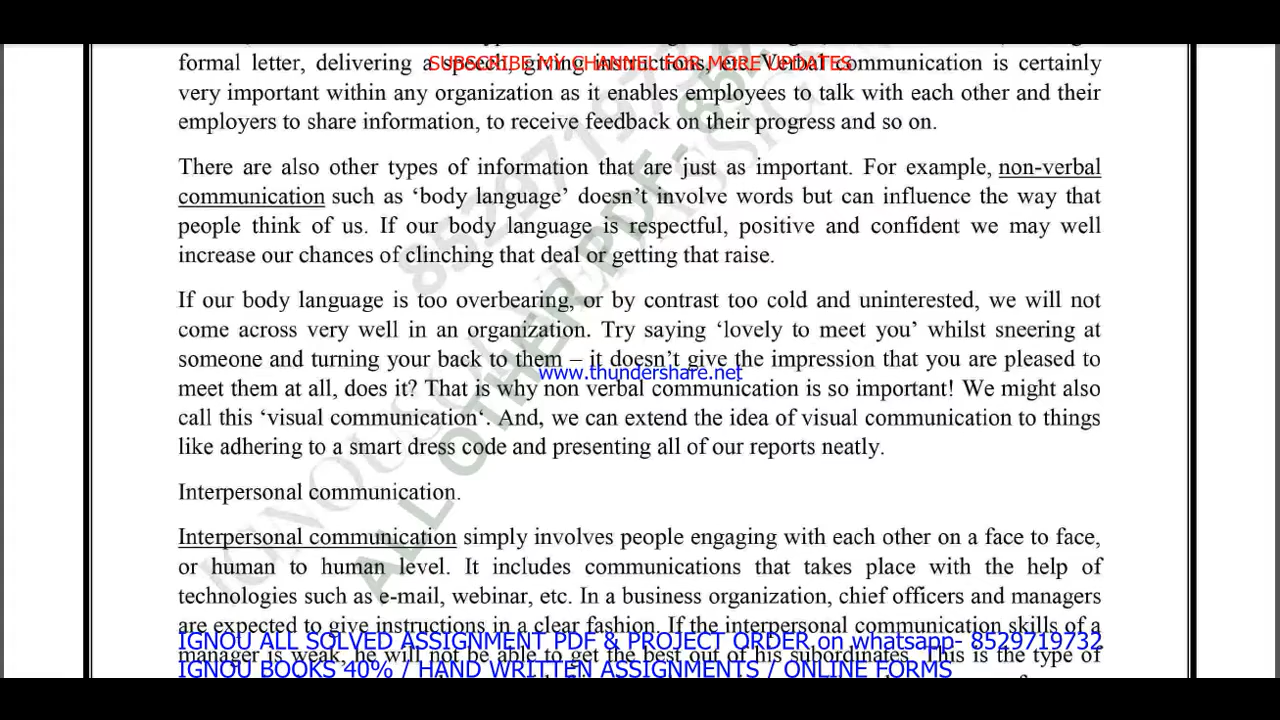 formal letter, delivering a speech, giving instructions, etc. Verbal communication is certainly
SUBSCRIBE MY CHANNEL FOR MORE UPDATES
very important within any organization as it enables employees to talk with each other and their
employers to share information, to receive feedback on their progress and so on.
There are also other types of information that are just as important. For example, non-verbal
communication such as ‘body language’ doesn’t involve words but can influence the way that
people think of us. If our body language is respectful, positive and confident we may well
increase our chances of clinching that deal or getting that raise.
If our body language is too overbearing, or by contrast too cold and uninterested, we will not
come across very well in an organization. Try saying ‘lovely to meet you’ whilst sneering at
someone and turning your back to them – it doesn’t give the impression that you are pleased to
www.thundershare.net
meet them at all, does it? That is why non verbal communication is so important! We might also
call this ‘visual communication‘. And, we can extend the idea of visual communication to things
like adhering to a smart dress code and presenting all of our reports neatly.
Interpersonal communication.
Interpersonal communication simply involves people engaging with each other on a face to face,
or human to human level. It includes communications that takes place with the help of
technologies such as e-mail, webinar, etc. In a business organization, chief officers and managers
are expected to give instructions in a clear fashion. If the interpersonal communication skills of a
IGNOU ALL SOLVED ASSIGNMENT PDF & PROJECT ORDER on whatsapp- 8529719732
manager is weak, he will not be able to get the best out of his subordinates. This is the type of
IGNOU BOOKS 40% / HAND WRITTEN ASSIGNMENTS / ONLINE FORMS
ALL OTHER PDF-